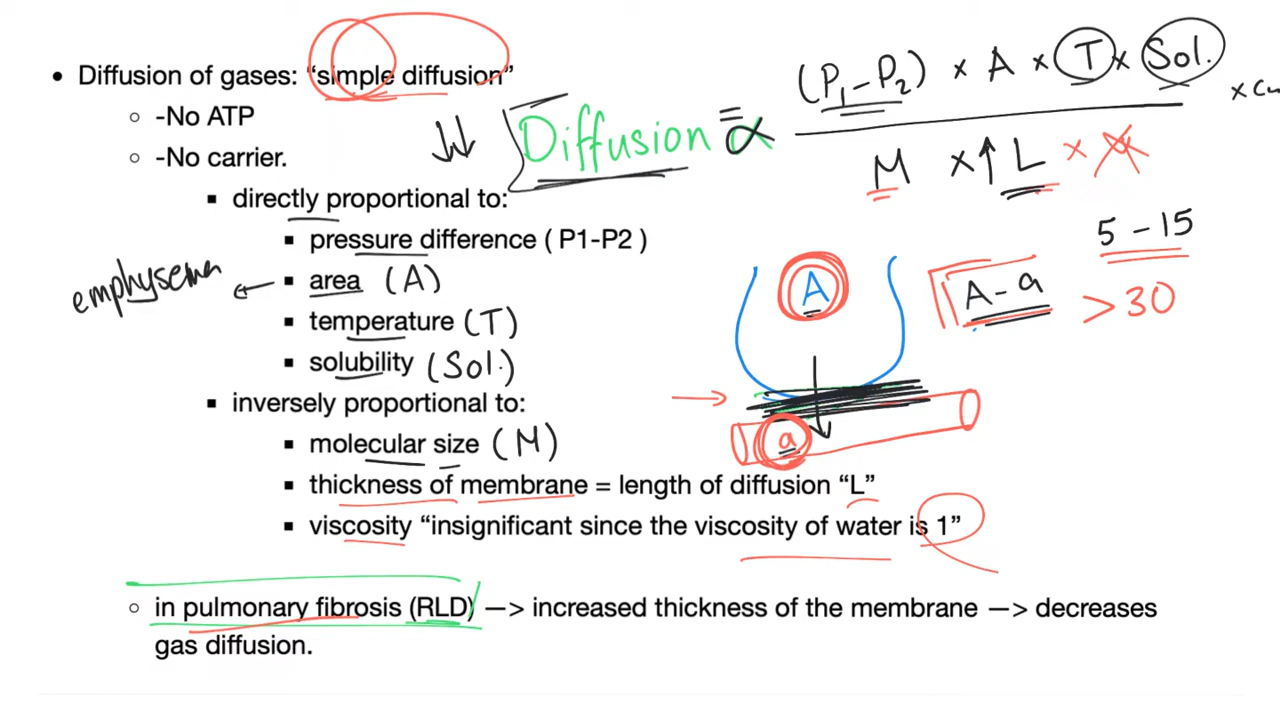 • Diffusion of gases: “simple diffusion”
◦ -No ATP
◦ -No carrier.
▪ directly proportional to:
▪ pressure difference ( P1-P2 )
▪ area (A)
▪ temperature (T)
▪ solubility (Sol.)
▪ inversely proportional to:
▪ molecular size (M)
▪ thickness of membrane = length of diffusion “L”
▪ viscosity “insignificant since the viscosity of water is 1”
◦ in pulmonary fibrosis (RLD) —> increased thickness of the membrane —> decreases
gas diffusion.
emphysema ←
↓↓ Diffusion ∝
(P₁-P₂) × A × T × Sol.
M × ↑ L ×
A
a
A-a
5 - 15
> 30